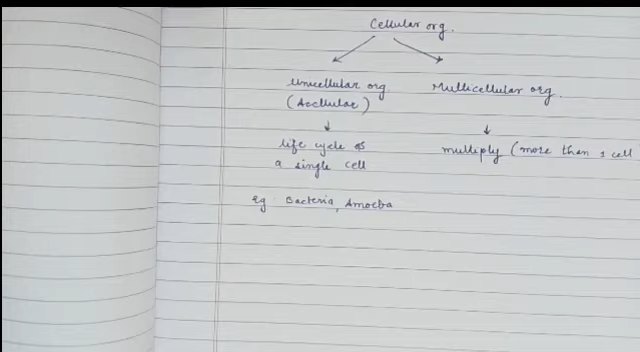 Cellular org.
Unicellular org. Multicellular org.
(Acellular)
life cycle of multiply (more than 1 cell
a single cell
eg Bacteria, Amoeba